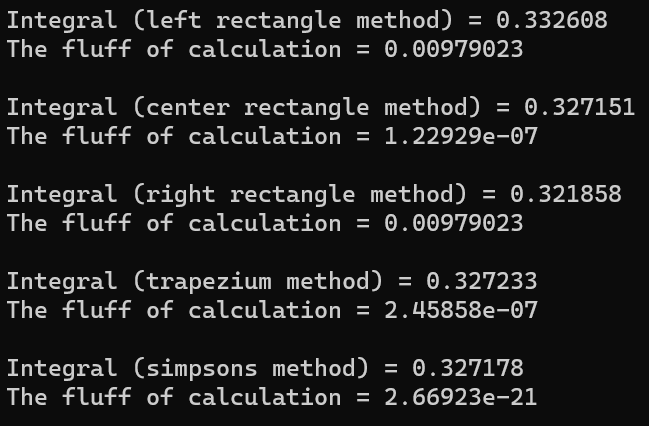 Integral (left rectangle method) = 0.332608
The fluff of calculation = 0.00979023
Integral (center rectangle method) = 0.327151
The fluff of calculation = 1.22929e-07
Integral (right rectangle method) = 0.321858
The fluff of calculation = 0.00979023
Integral (trapezium method) = 0.327233
The fluff of calculation = 2.45858e-07
Integral (simpsons method) = 0.327178
The fluff of calculation = 2.66923e-21